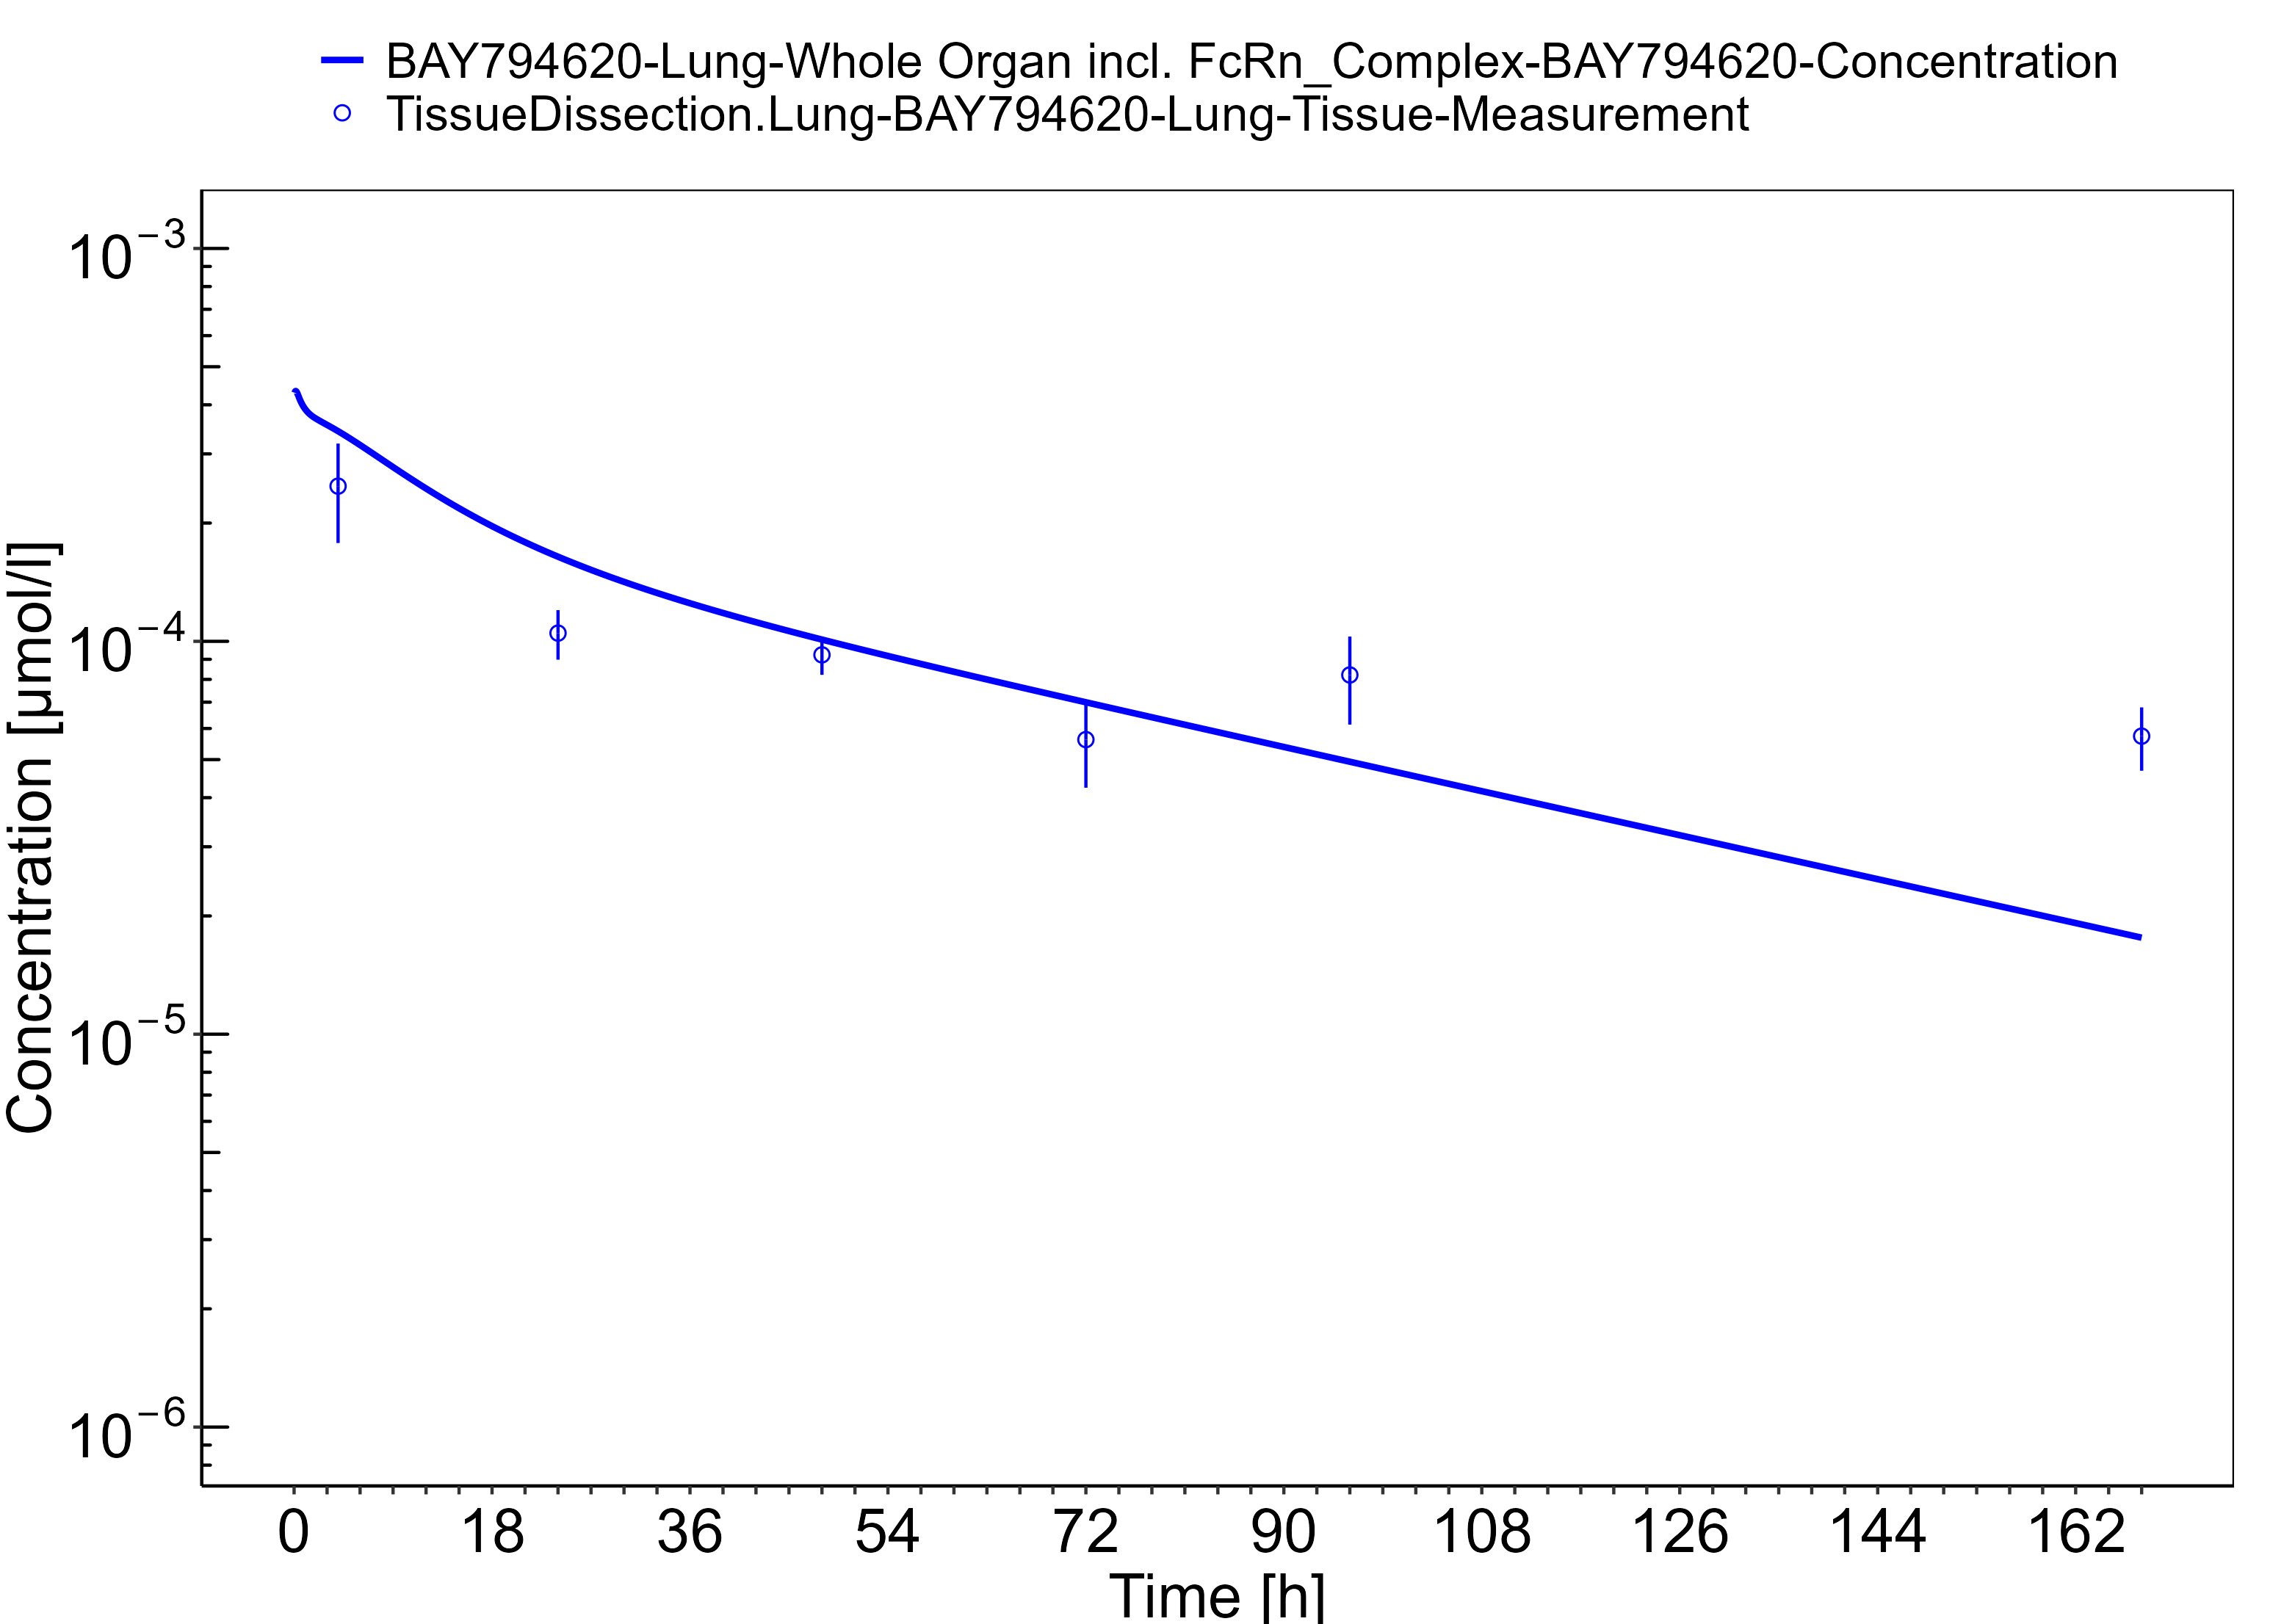 BAY794620-Lung-Whole Organ incl. FcRn_Complex-BAY794620-Concentration
TissueDissection.Lung-BAY794620-Lung-Tissue-Measurement
Concentration [µmol/l]
10−3
10−4
10−5
10−6
0 18 36 54 72 90 108 126 144 162
Time [h]